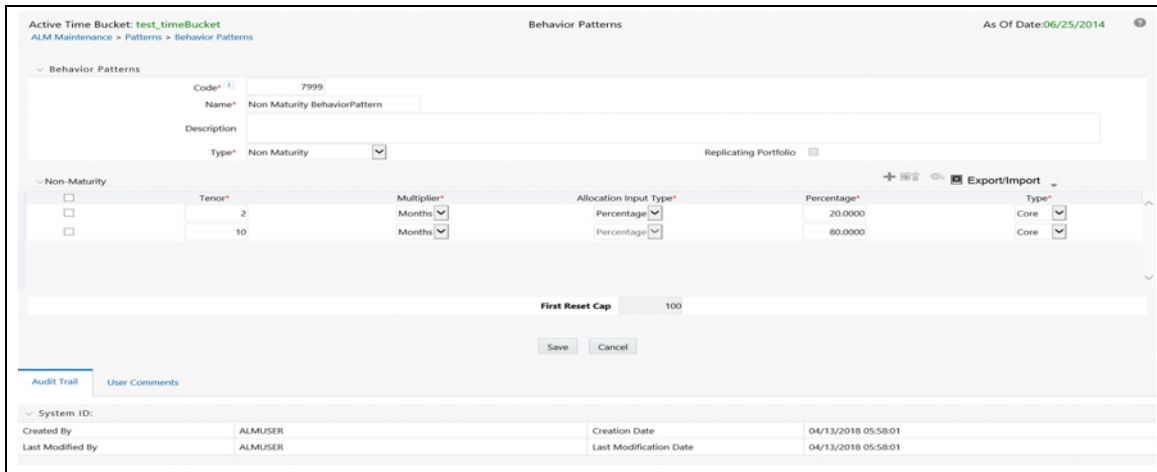 Active Time Bucket: test_timeBucket Behavior Patterns As Of Date:06/25/2014
ALM Maintenance > Patterns > Behavior Patterns
Behavior Patterns
Code* 7999
Name* Non Maturity BehaviorPattern
Description
Type* Non Maturity Replicating Portfolio
Non-Maturity Export/Import
Tenor* Multiplier* Allocation Input Type* Percentage* Type*
2 Months Percentage 20.0000 Core
10 Months Percentage 80.0000 Core
First Reset Cap 100
Save Cancel
Audit Trail User Comments
System ID:
Created By ALMUSER Creation Date 04/13/2018 05:58:01
Last Modified By ALMUSER Last Modification Date 04/13/2018 05:58:01